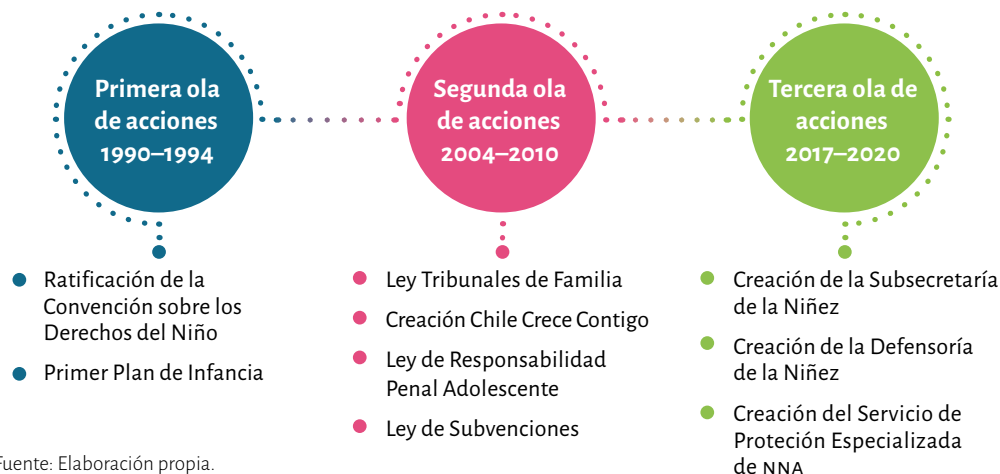 Primera ola
de acciones
1990–1994
Segunda ola
de acciones
2004–2010
Tercera ola de
acciones
2017–2020
Ratificación de la
Convención sobre los
Derechos del Niño
Primer Plan de Infancia
Ley Tribunales de Familia
Creación Chile Crece Contigo
Ley de Responsabilidad
Penal Adolescente
Ley de Subvenciones
Creación de la Subsecretaría
de la Niñez
Creación de la Defensoría
de la Niñez
Creación del Servicio de
Proteción Especializada
de NNA
Fuente: Elaboración propia.